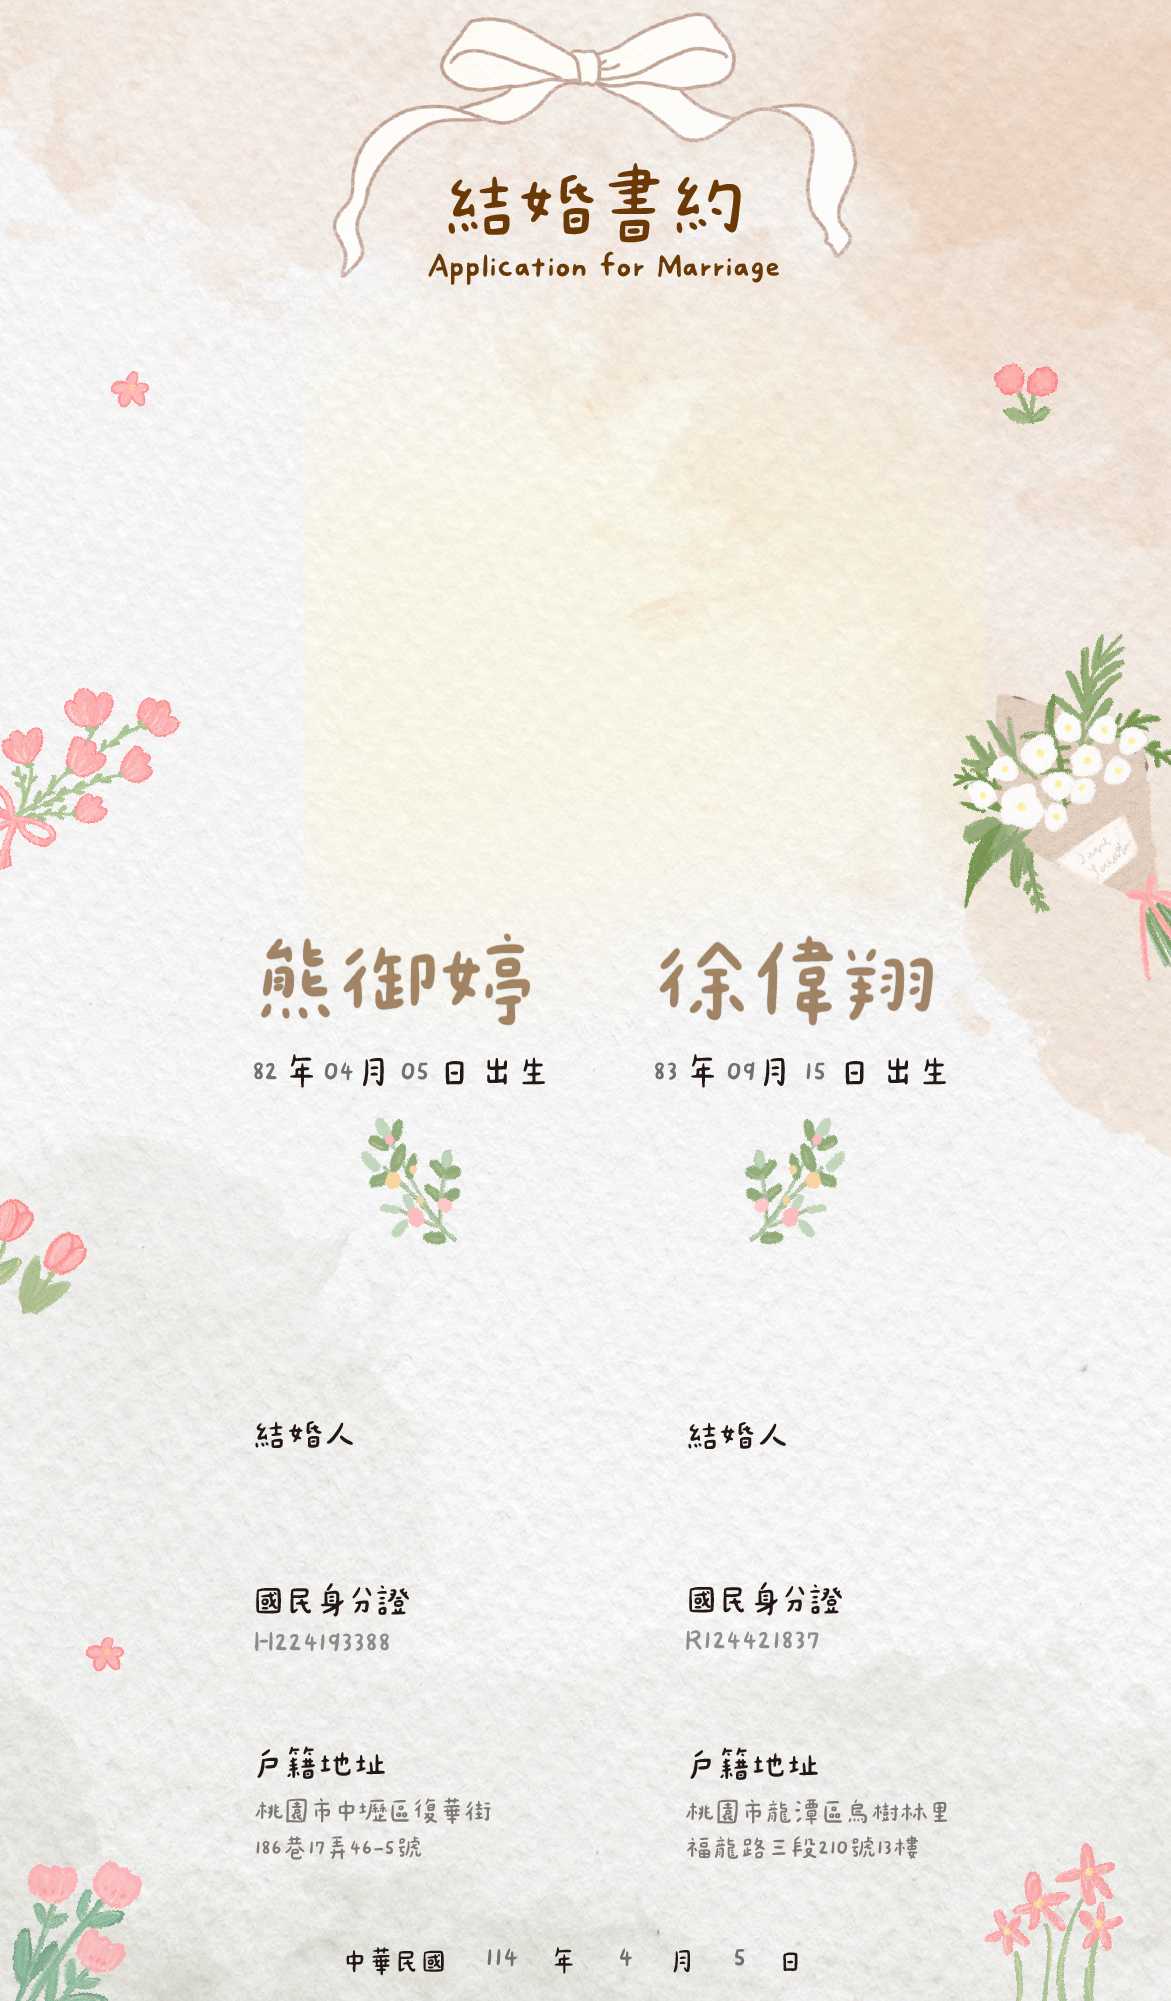 結婚書約
Application for Marriage
熊御婷 徐偉翔
82 年 04 月 05 日 出生 83 年 09 月 15 日 出生
結婚人 結婚人
國民身分證 國民身分證
H224193388 R124421837
戶籍地址 戶籍地址
桃園市中壢區復華街 桃園市龍潭區烏樹林里
186巷17弄46-5號 福龍路三段210號13樓
中華民國 114 年 4 月 5 日